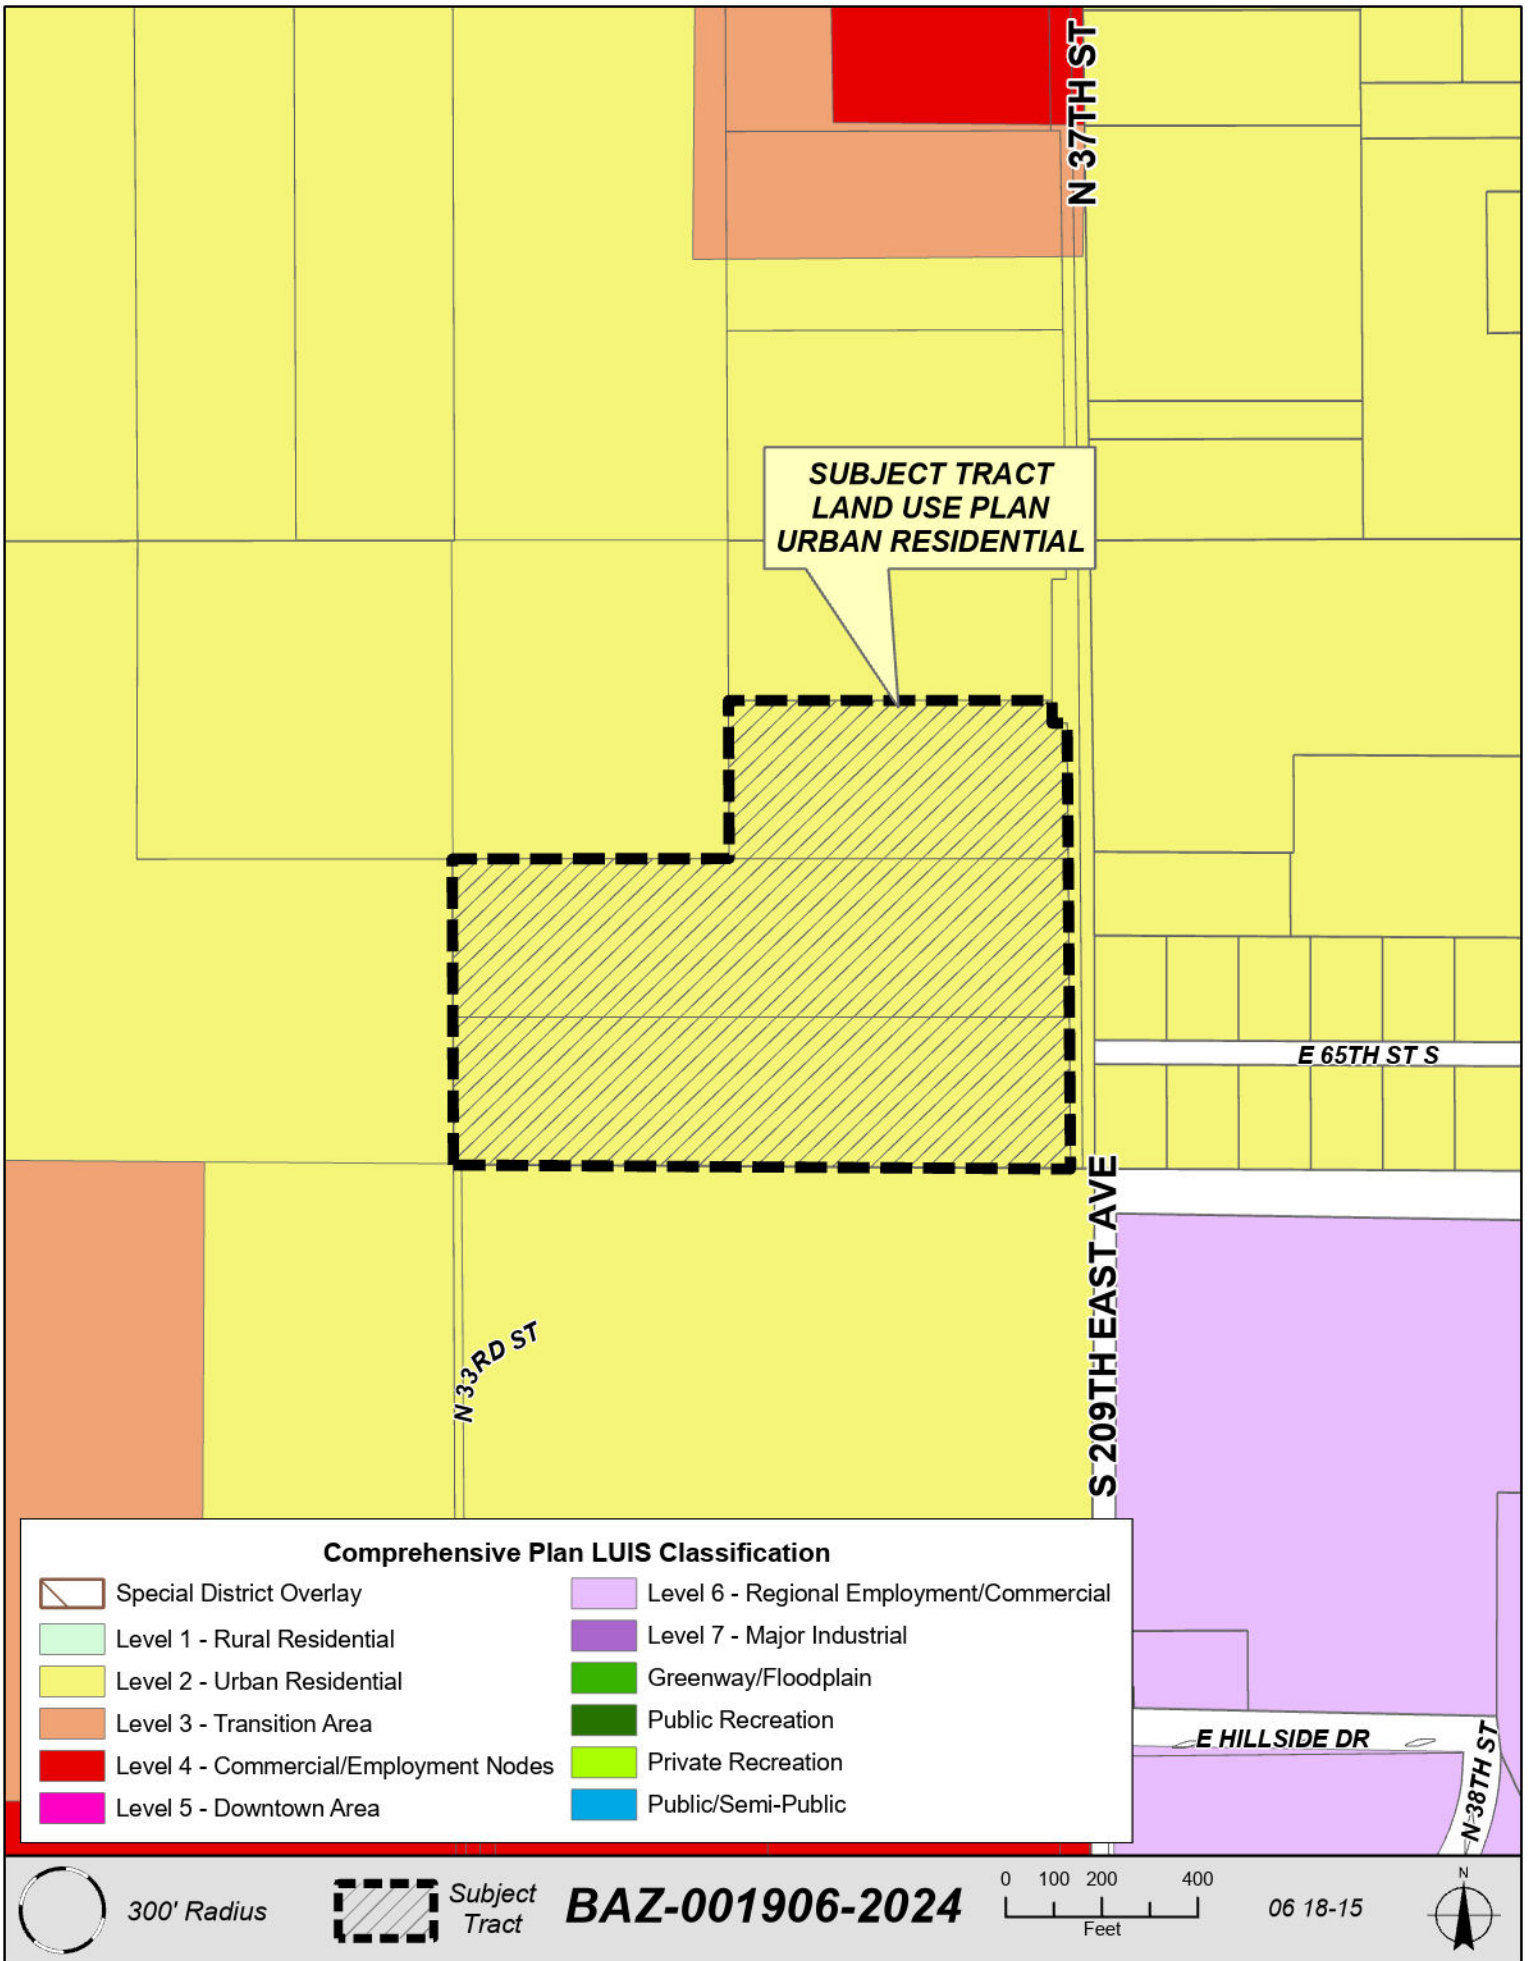 N 37TH ST
SUBJECT TRACT
LAND USE PLAN
URBAN RESIDENTIAL
E 65TH ST S
S 209TH EAST AVE
N 33RD ST
Comprehensive Plan LUIS Classification
Special District Overlay
Level 1 - Rural Residential
Level 2 - Urban Residential
Level 3 - Transition Area
Level 4 - Commercial/Employment Nodes
Level 5 - Downtown Area
Level 6 - Regional Employment/Commercial
Level 7 - Major Industrial
Greenway/Floodplain
Public Recreation
Private Recreation
Public/Semi-Public
E HILLSIDE DR
N 38TH ST
300' Radius
Subject
Tract
BAZ-001906-2024
0 100 200 400
Feet
06 18-15
N